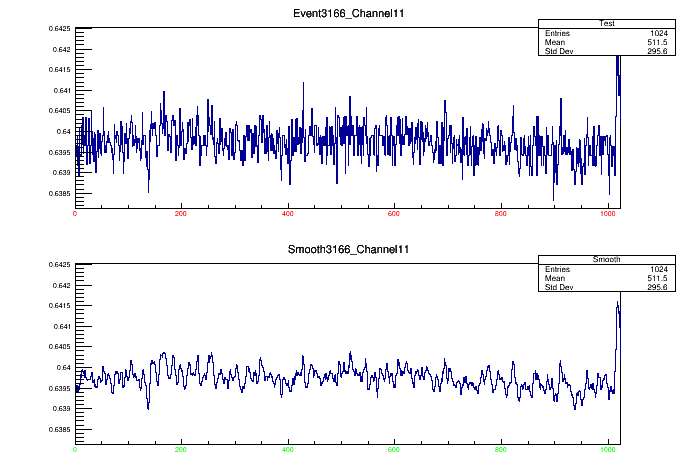 Event3166_Channel11
Test
Entries 1024
Mean 511.5
Std Dev 295.6
0.6425
0.642
0.6415
0.641
0.6405
0.64
0.6395
0.639
0.6385
0 200 400 600 800 1000
Smooth3166_Channel11
Smooth
Entries 1024
Mean 511.5
Std Dev 295.6
0.6425
0.642
0.6415
0.641
0.6405
0.64
0.6395
0.639
0.6385
0 200 400 600 800 1000